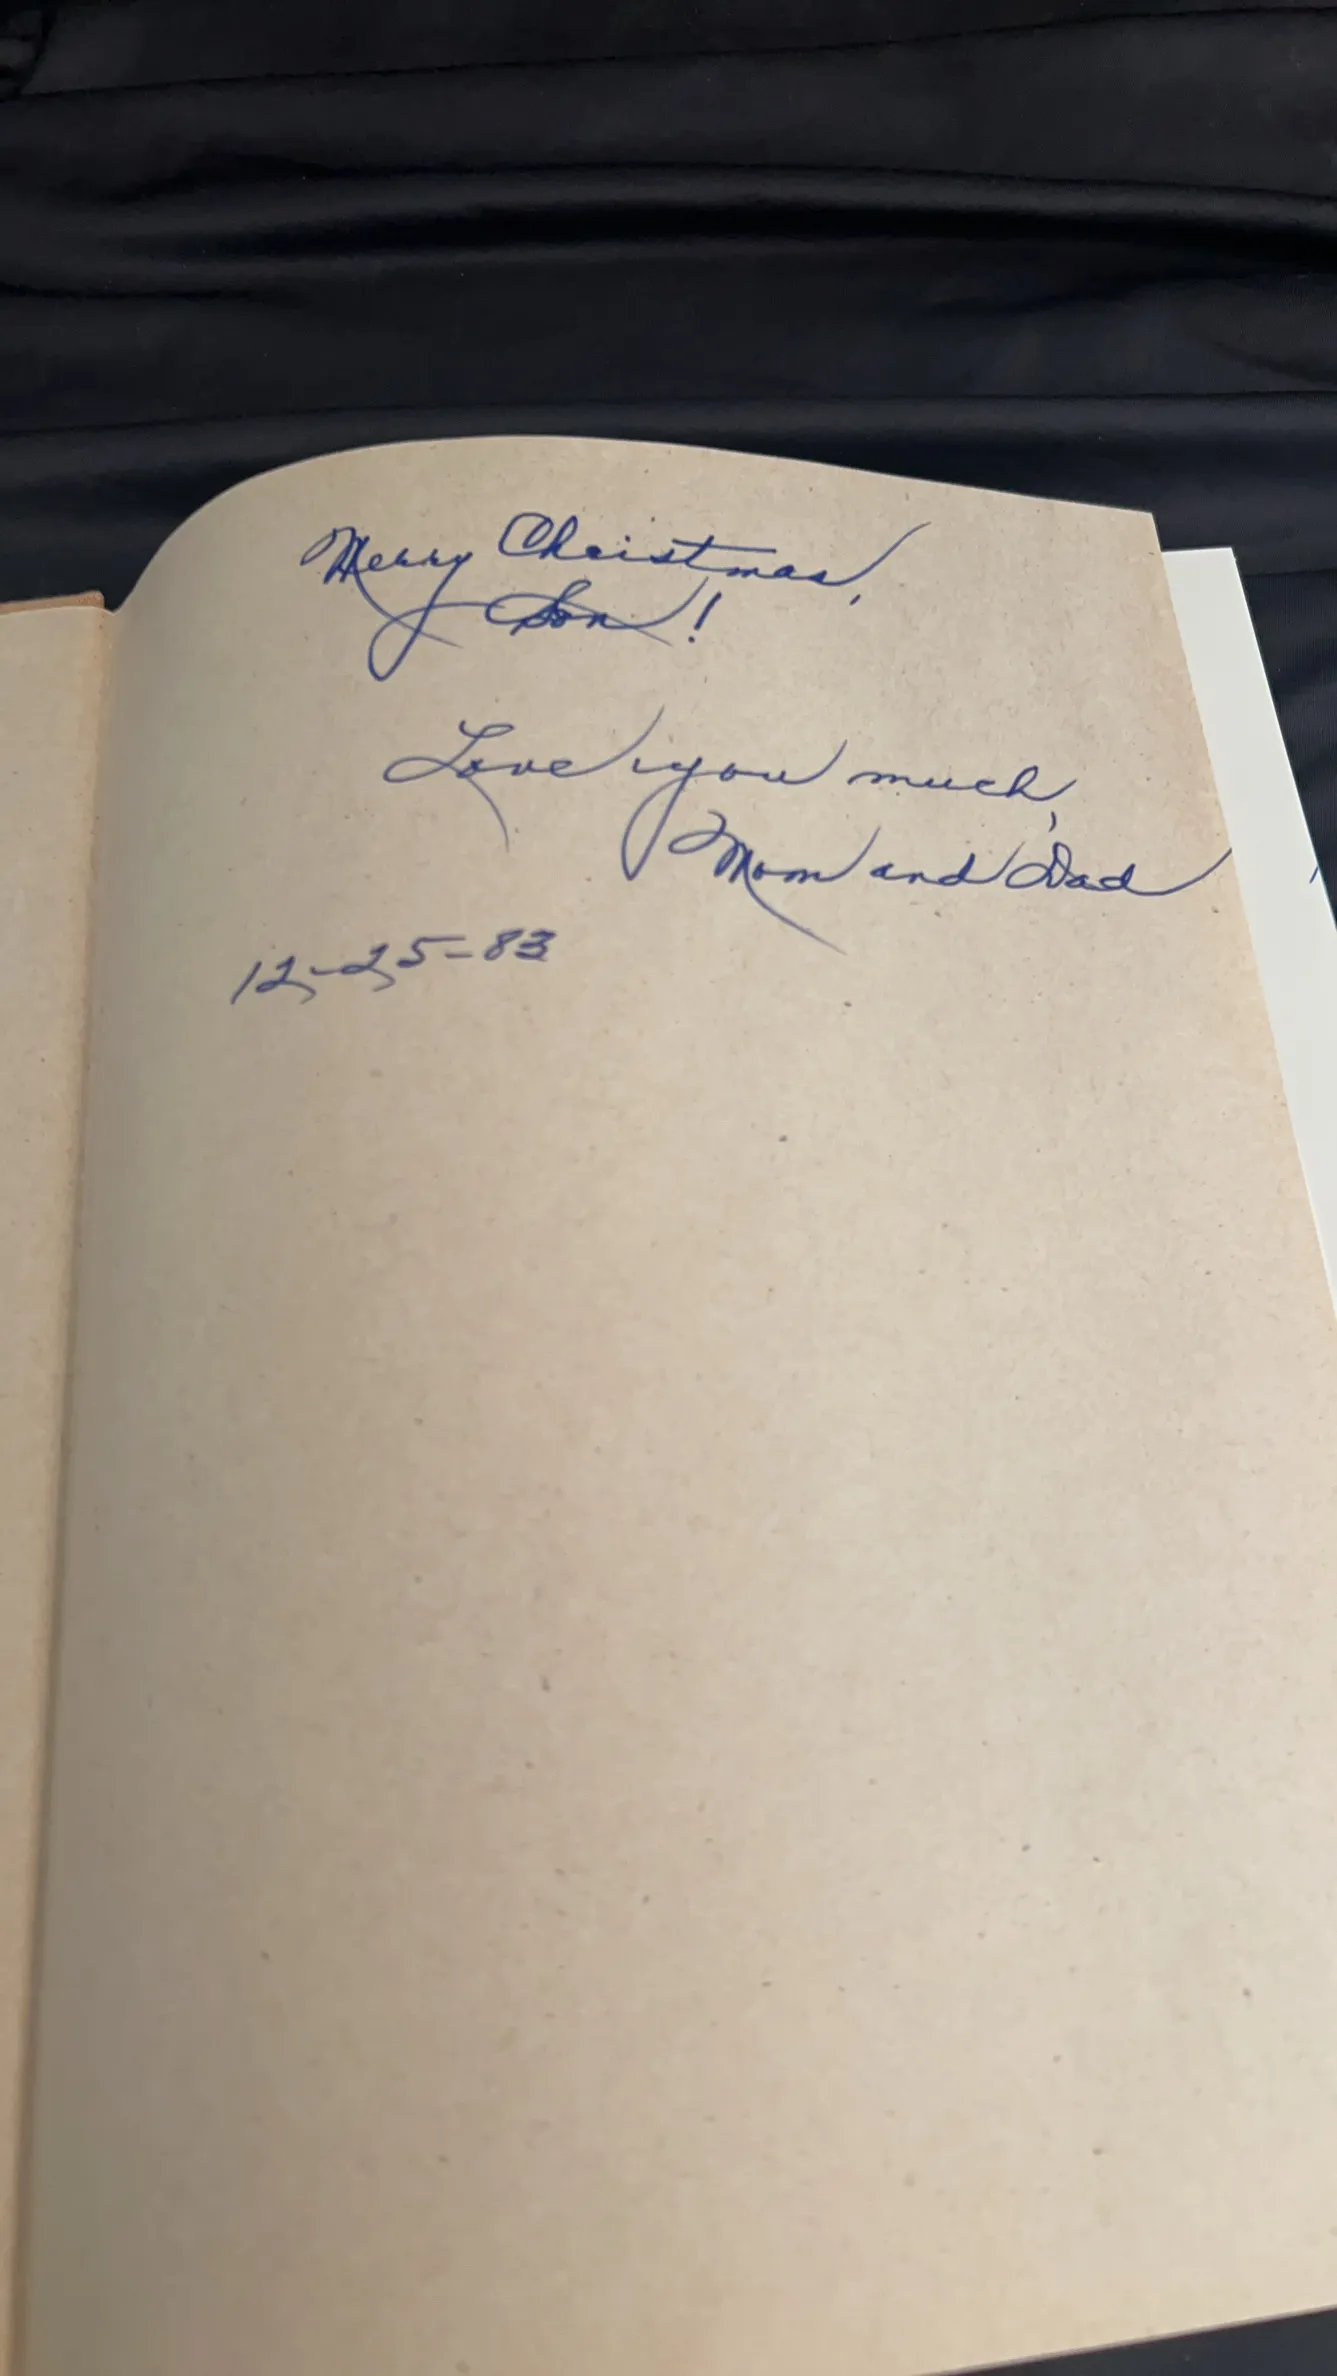 Merry Christmas,
Son!
Love you much,
Mom and Dad
12-25-83